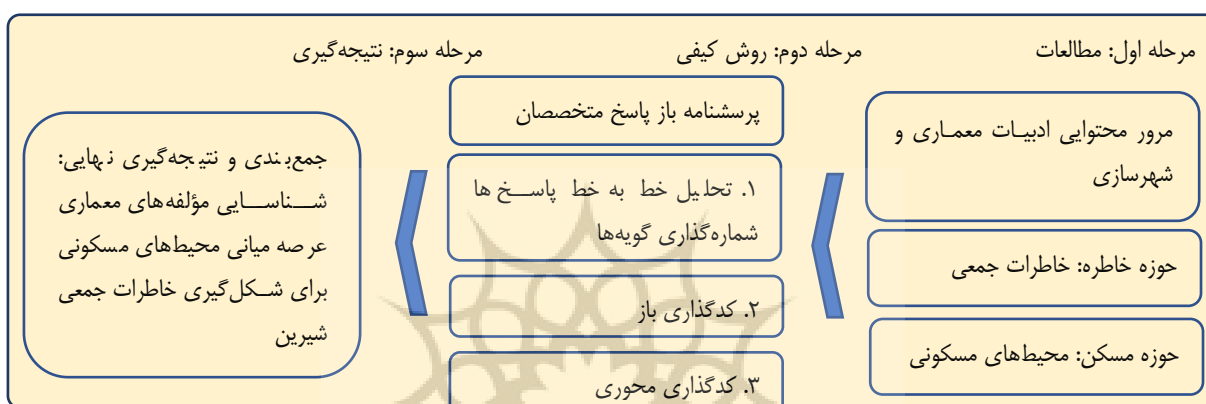 مرحله اول: مطالعات
مرور محتوایی ادبیات معماری و
شهرسازی
حوزه خاطره: خاطرات جمعی
حوزه مسکن: محیط‌های مسکونی
مرحله دوم: روش کیفی
پرسشنامه باز پاسخ متخصصان
۱. تحلیل خط به خط پاسخ ها
شماره‌گذاری گویه‌ها
۲. کدگذاری باز
۳. کدگذاری محوری
مرحله سوم: نتیجه‌گیری
جمع‌بندی و نتیجه‌گیری نهایی:
شناسایی مؤلفه‌های معماری
عرصه میانی محیط‌های مسکونی
برای شکل‌گیری خاطرات جمعی
شیرین